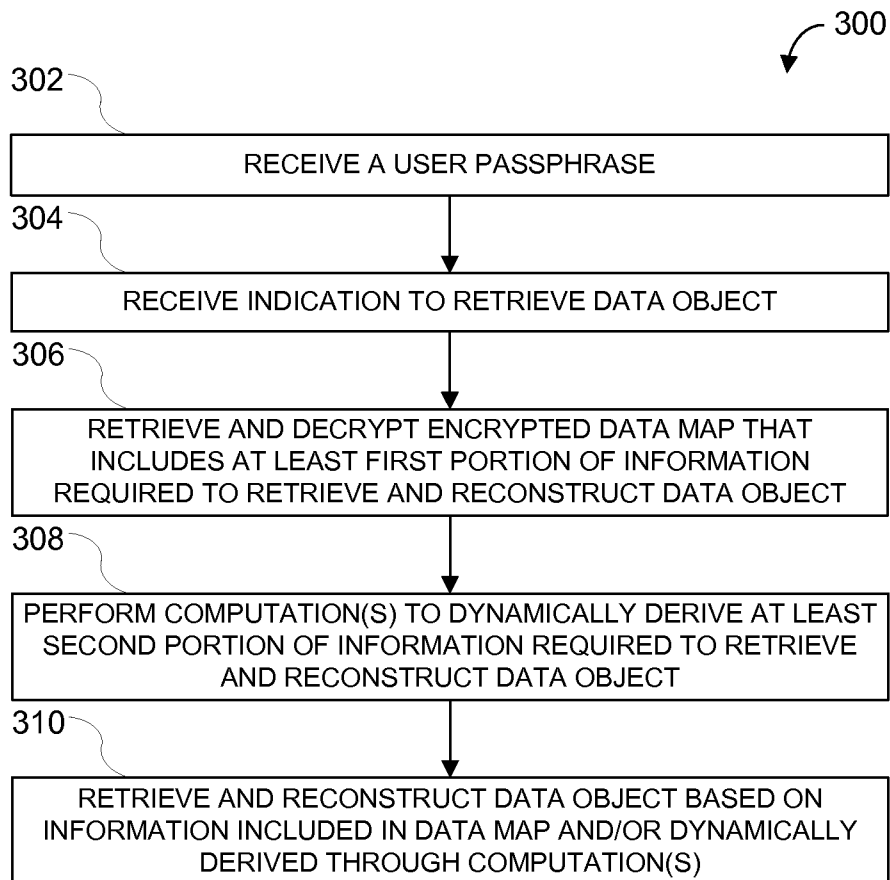 300
302
RECEIVE A USER PASSPHRASE
304
RECEIVE INDICATION TO RETRIEVE DATA OBJECT
306
RETRIEVE AND DECRYPT ENCRYPTED DATA MAP THAT
INCLUDES AT LEAST FIRST PORTION OF INFORMATION
REQUIRED TO RETRIEVE AND RECONSTRUCT DATA OBJECT
308
PERFORM COMPUTATION(S) TO DYNAMICALLY DERIVE AT LEAST
SECOND PORTION OF INFORMATION REQUIRED TO RETRIEVE
AND RECONSTRUCT DATA OBJECT
310
RETRIEVE AND RECONSTRUCT DATA OBJECT BASED ON
INFORMATION INCLUDED IN DATA MAP AND/OR DYNAMICALLY
DERIVED THROUGH COMPUTATION(S)